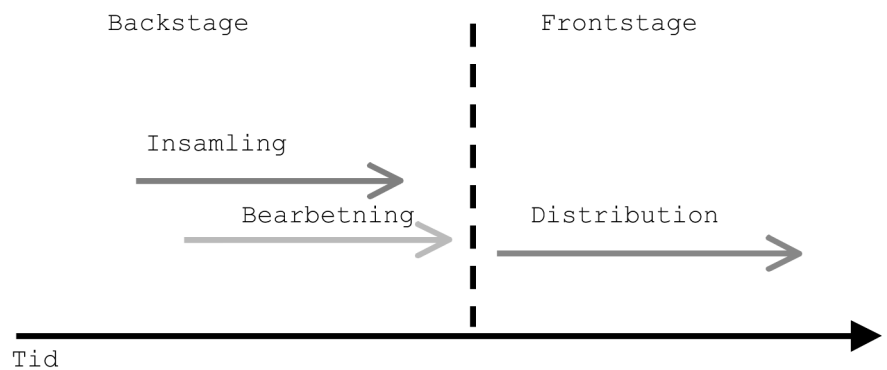 Backstage
Frontstage
Insamling
Bearbetning
Distribution
Tid